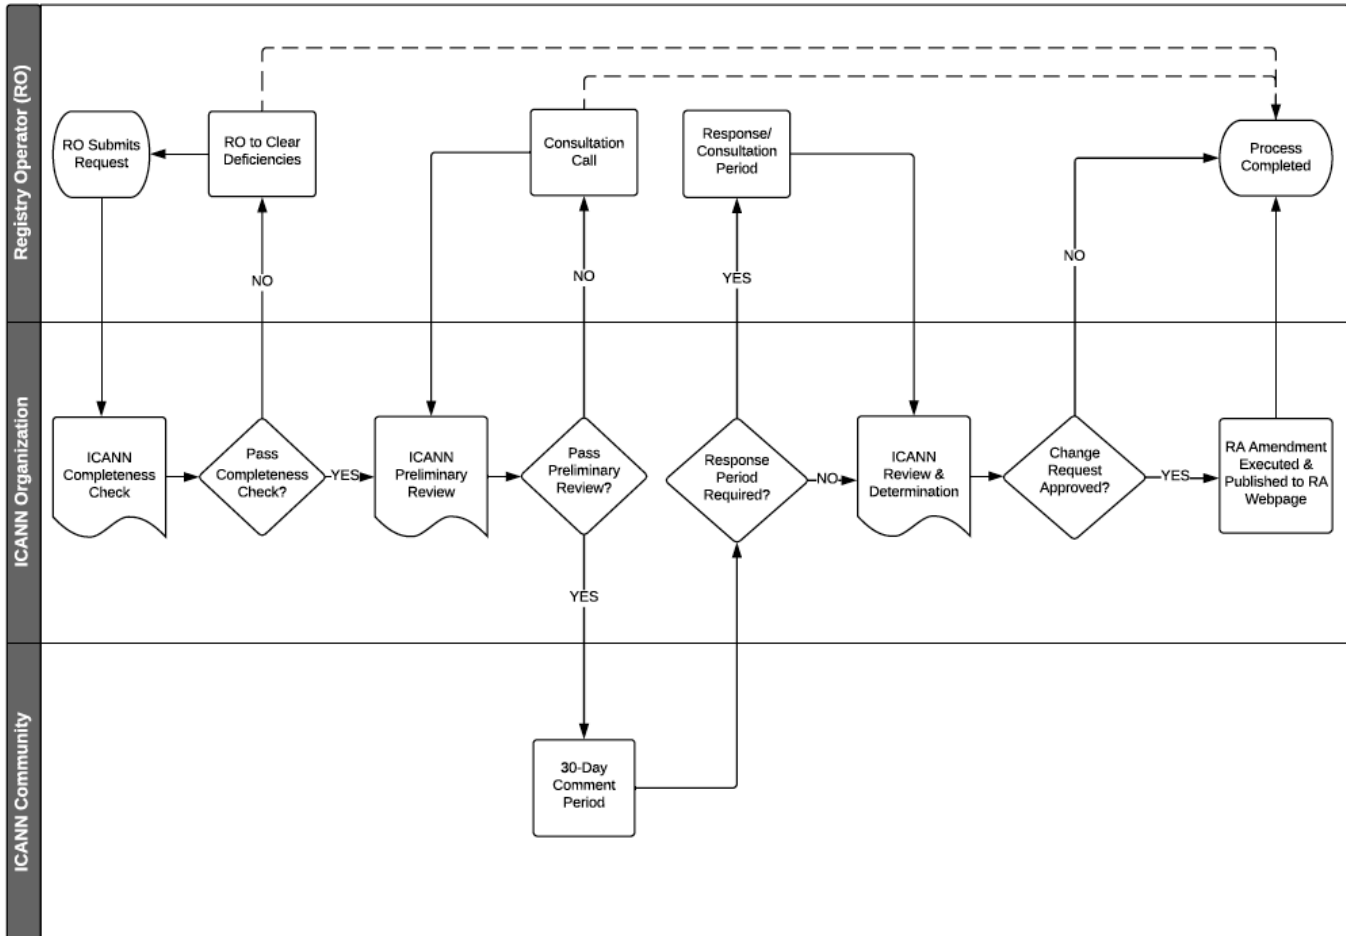 Registry Operator (RO)
RO Submits
Request
RO to Clear
Deficiencies
Consultation
Call
Response/
Consultation
Period
Process
Completed
NO
NO
YES
NO
ICANN Organization
ICANN
Completeness
Check
Pass
Completeness
Check?
YES
ICANN
Preliminary
Review
Pass
Preliminary
Review?
Response
Period
Required?
NO
ICANN
Review &
Determination
Change
Request
Approved?
YES
RA Amendment
Executed &
Published to RA
Webpage
YES
ICANN Community
30-Day
Comment
Period